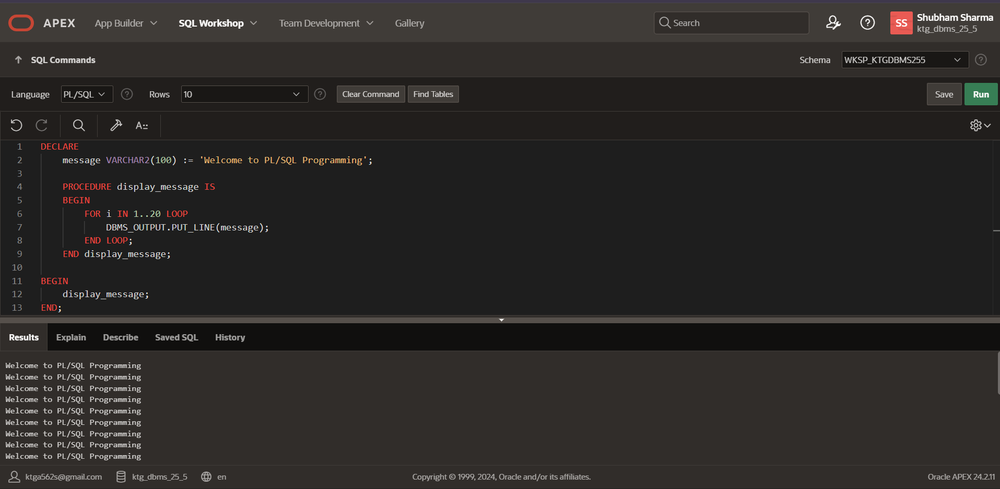 APEX App Builder SQL Workshop Team Development Gallery Search ? SS Shubham Sharma
ktg_dbms_25_5
SQL Commands Schema WKSP_KTGDBMS255 ?
Language PL/SQL ? Rows 10 ? Clear Command Find Tables Save Run
A::
1 DECLARE
2 message VARCHAR2(100) := 'Welcome to PL/SQL Programming';
3
4 PROCEDURE display_message IS
5 BEGIN
6 FOR i IN 1..20 LOOP
7 DBMS_OUTPUT.PUT_LINE(message);
8 END LOOP;
9 END display_message;
10
11 BEGIN
12 display_message;
13 END;
Results Explain Describe Saved SQL History
Welcome to PL/SQL Programming
Welcome to PL/SQL Programming
Welcome to PL/SQL Programming
Welcome to PL/SQL Programming
Welcome to PL/SQL Programming
Welcome to PL/SQL Programming
Welcome to PL/SQL Programming
Welcome to PL/SQL Programming
Welcome to PL/SQL Programming
ktga562s@gmail.com ktg_dbms_25_5 en Copyright © 1999, 2024, Oracle and/or its affiliates. Oracle APEX 24.2.11